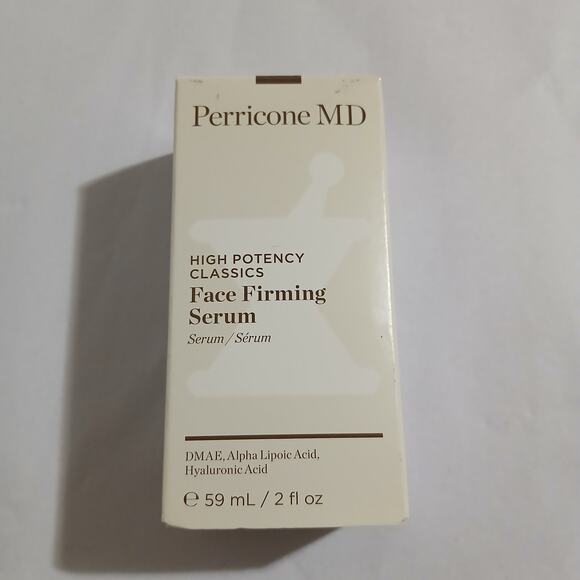 Perricone MD
HIGH POTENCY
CLASSICS
Face Firming
Serum
Serum / Sérum
DMAE, Alpha Lipoic Acid,
Hyaluronic Acid
℮ 59 mL / 2 fl oz